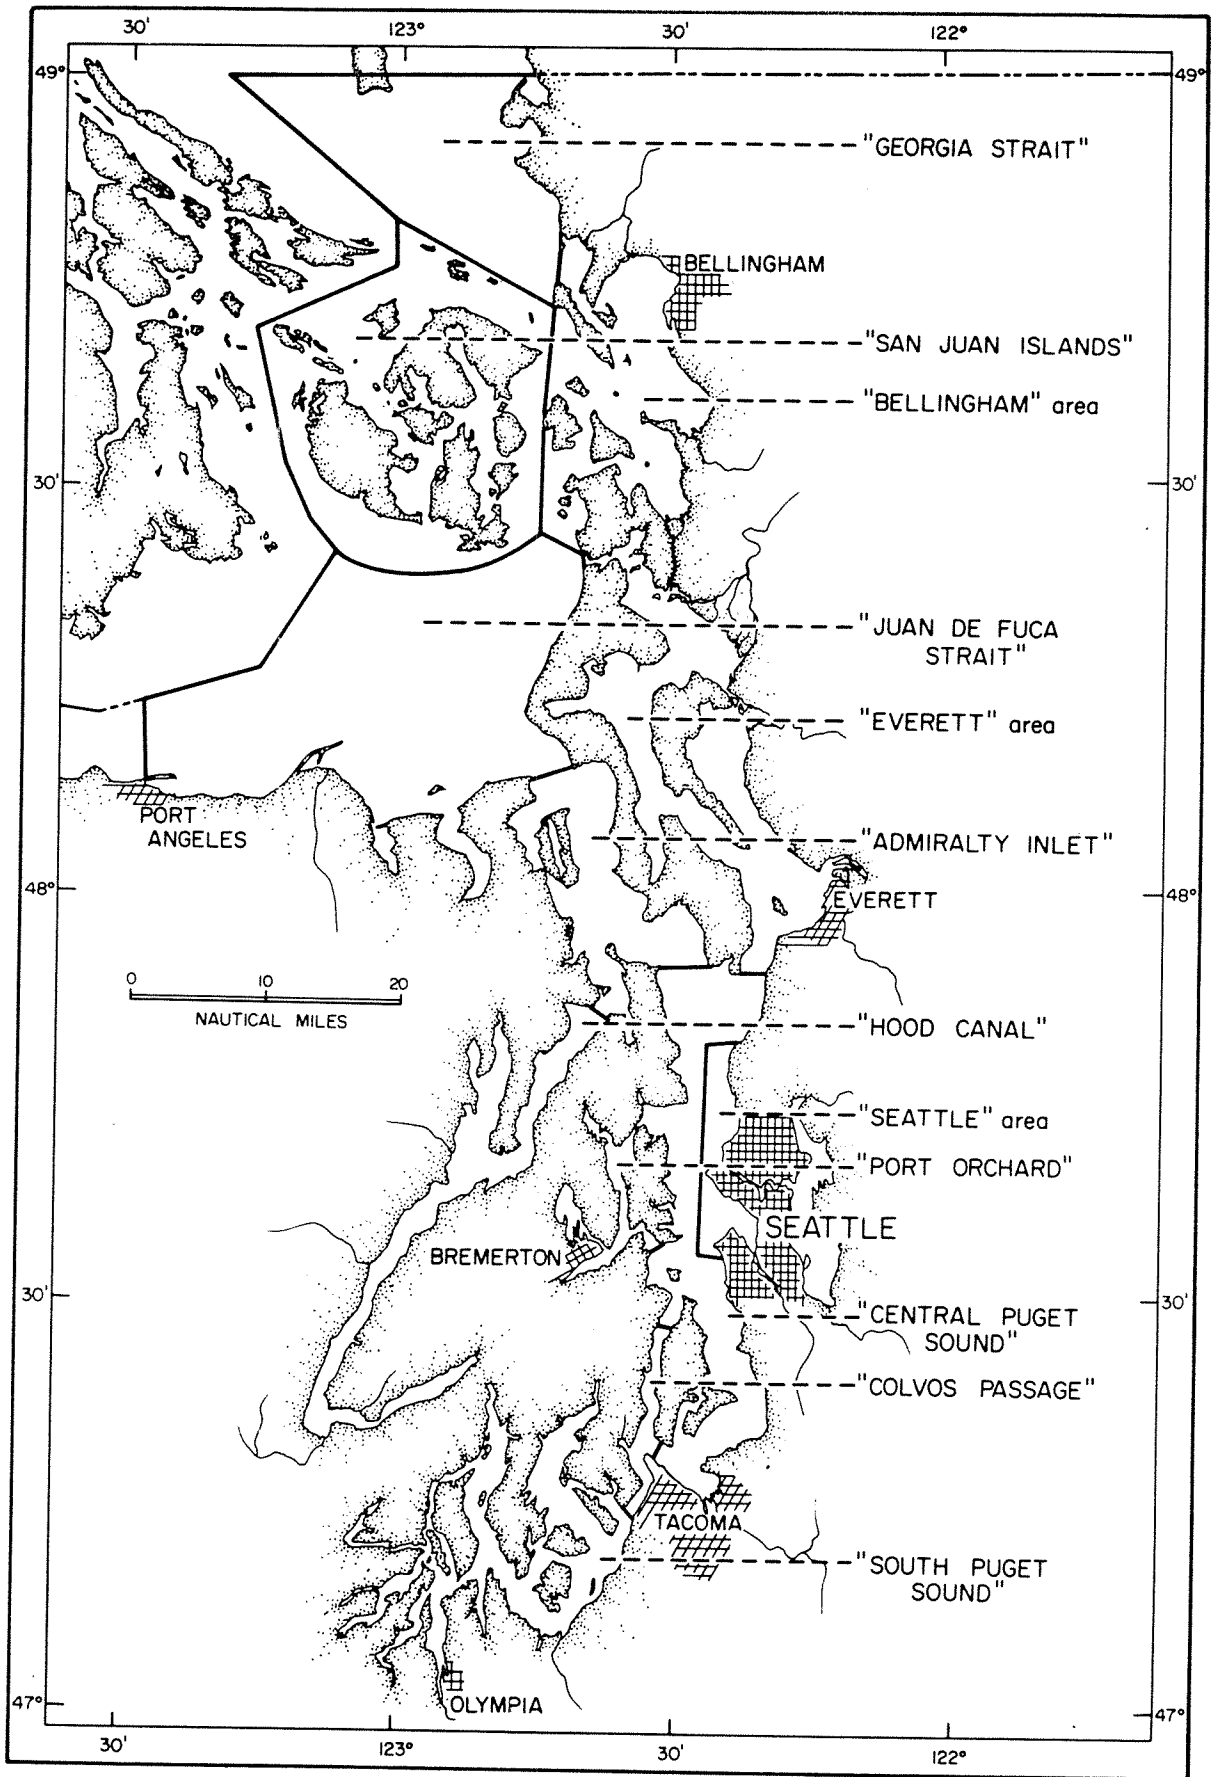 30' 123° 30' 122°
49° 49°
"GEORGIA STRAIT"
BELLINGHAM
"SAN JUAN ISLANDS"
"BELLINGHAM" area
30' 30'
"JUAN DE FUCA
STRAIT"
"EVERETT" area
PORT
ANGELES
"ADMIRALTY INLET"
48° 48°
EVERETT
0 10 20
NAUTICAL MILES
"HOOD CANAL"
"SEATTLE" area
"PORT ORCHARD"
SEATTLE
BREMERTON
30' 30'
"CENTRAL PUGET
SOUND"
"COLVOS PASSAGE"
TACOMA
"SOUTH PUGET
SOUND"
OLYMPIA
47° 47°
30' 123° 30' 122°